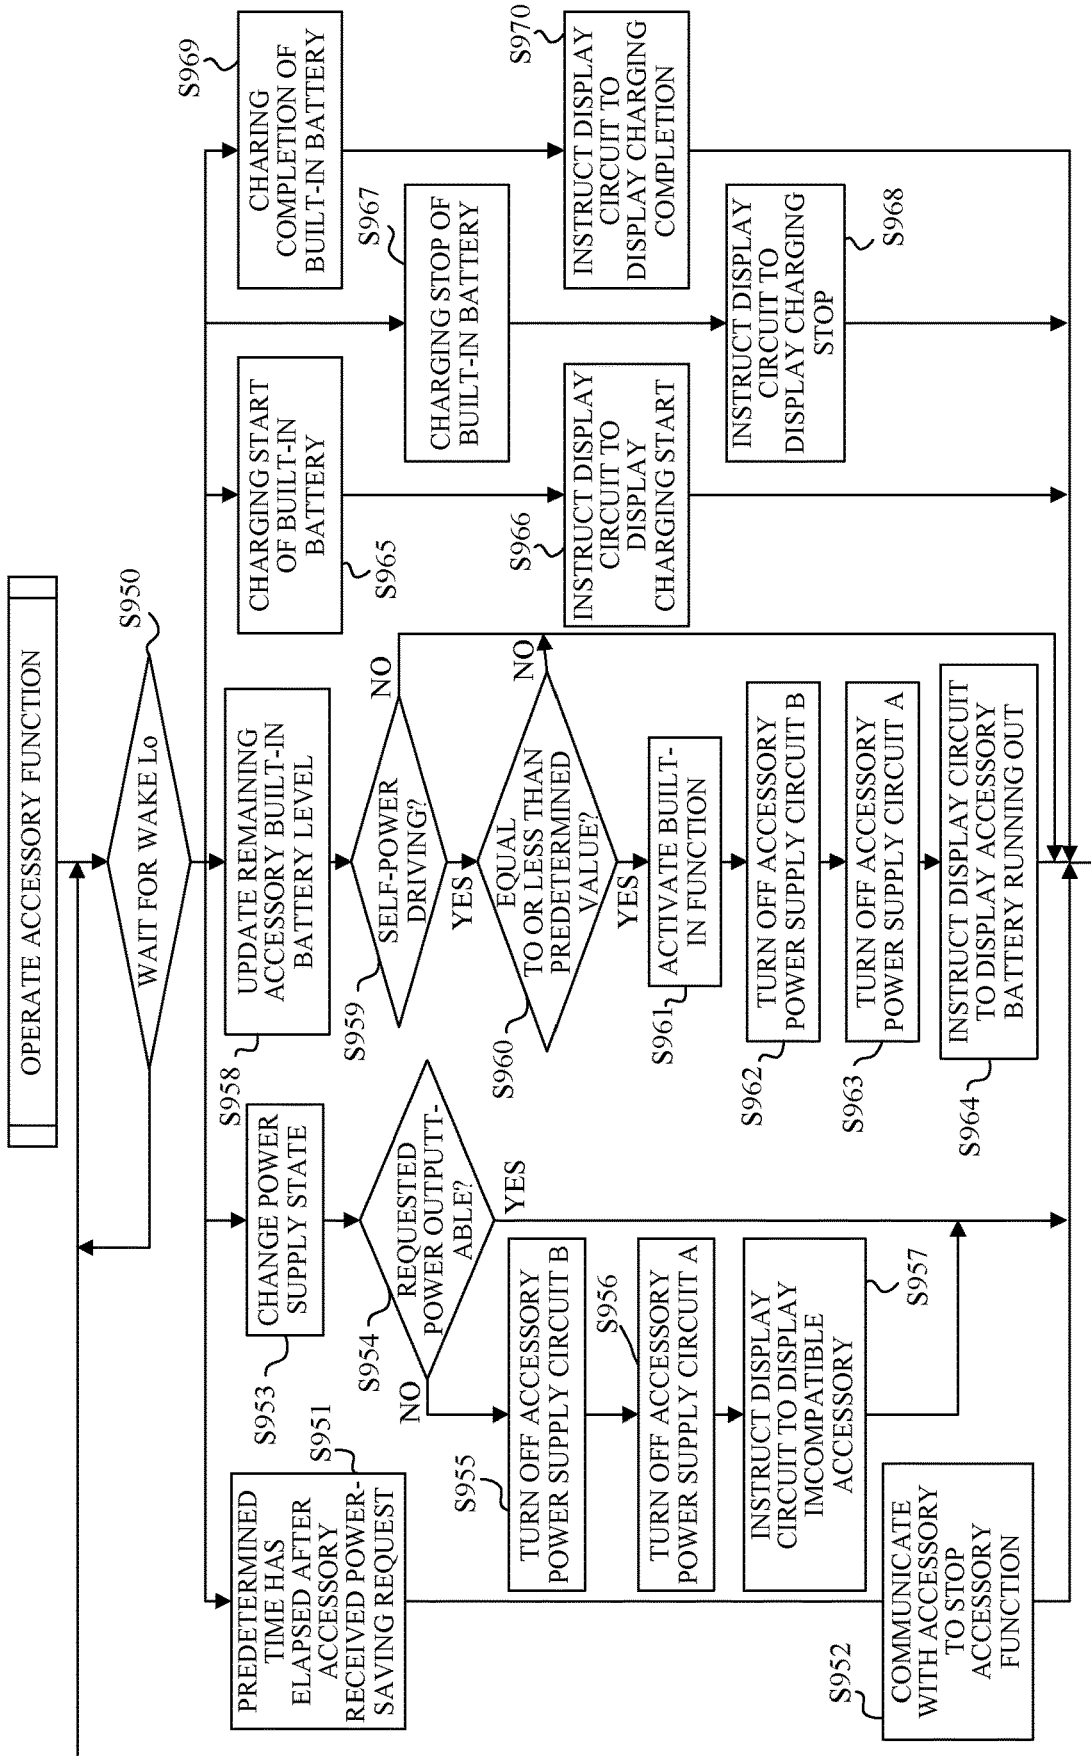 OPERATE ACCESSORY FUNCTION
WAIT FOR WAKE Lo
S950
PREDETERMINED
TIME HAS
ELAPSED AFTER
ACCESSORY
RECEIVED POWER-
SAVING REQUEST
S951
COMMUNICATE
WITH ACCESSORY
TO STOP
ACCESSORY
FUNCTION
S952
CHANGE POWER
SUPPLY STATE
S953
REQUESTED
POWER OUTPUTT-
ABLE?
S954
NO
YES
TURN OFF ACCESSORY
POWER SUPPLY CIRCUIT B
S955
TURN OFF ACCESSORY
POWER SUPPLY CIRCUIT A
S956
INSTRUCT DISPLAY
CIRCUIT TO DISPLAY
IMCOMPATIBLE
ACCESSORY
S957
UPDATE REMAINING
ACCESSORY BUILT-IN
BATTERY LEVEL
S958
SELF-POWER
DRIVING?
S959
NO
YES
EQUAL
TO OR LESS THAN
PREDETERMINED
VALUE?
S960
NO
YES
ACTIVATE BUILT-
IN FUNCTION
S961
TURN OFF ACCESSORY
POWER SUPPLY CIRCUIT B
S962
TURN OFF ACCESSORY
POWER SUPPLY CIRCUIT A
S963
INSTRUCT DISPLAY CIRCUIT
TO DISPLAY ACCESSORY
BATTERY RUNNING OUT
S964
CHARGING START
OF BUILT-IN
BATTERY
S965
INSTRUCT DISPLAY
CIRCUIT TO
DISPLAY
CHARGING START
S966
CHARGING STOP OF
BUILT-IN BATTERY
S967
INSTRUCT DISPLAY
CIRCUIT TO
DISPLAY CHARGING
STOP
S968
CHARING
COMPLETION OF
BUILT-IN BATTERY
S969
INSTRUCT DISPLAY
CIRCUIT TO
DISPLAY CHARGING
COMPLETION
S970